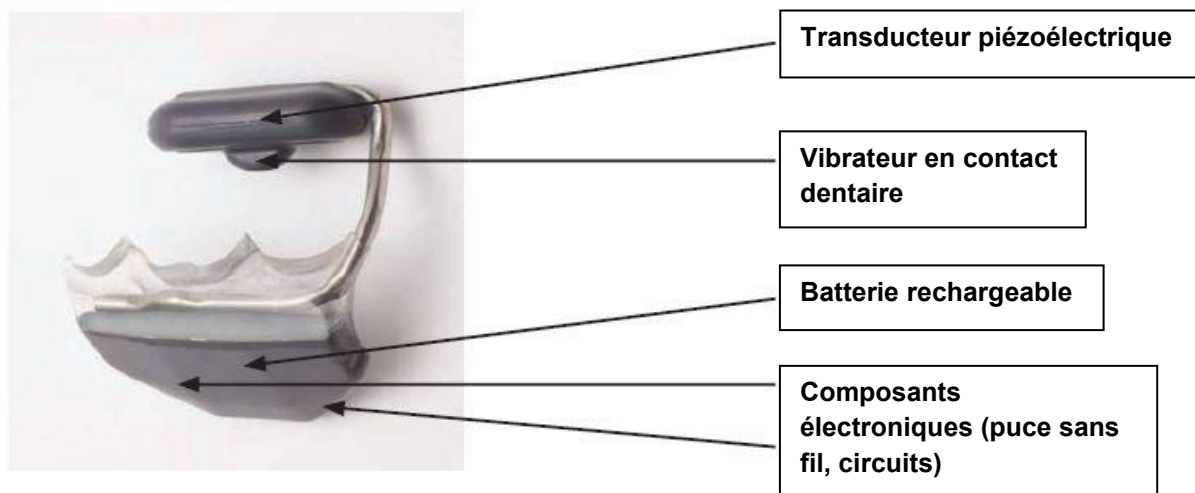 Transducteur piézoélectrique
Vibrateur en contact
dentaire
Batterie rechargeable
Composants
électroniques (puce sans
fil, circuits)